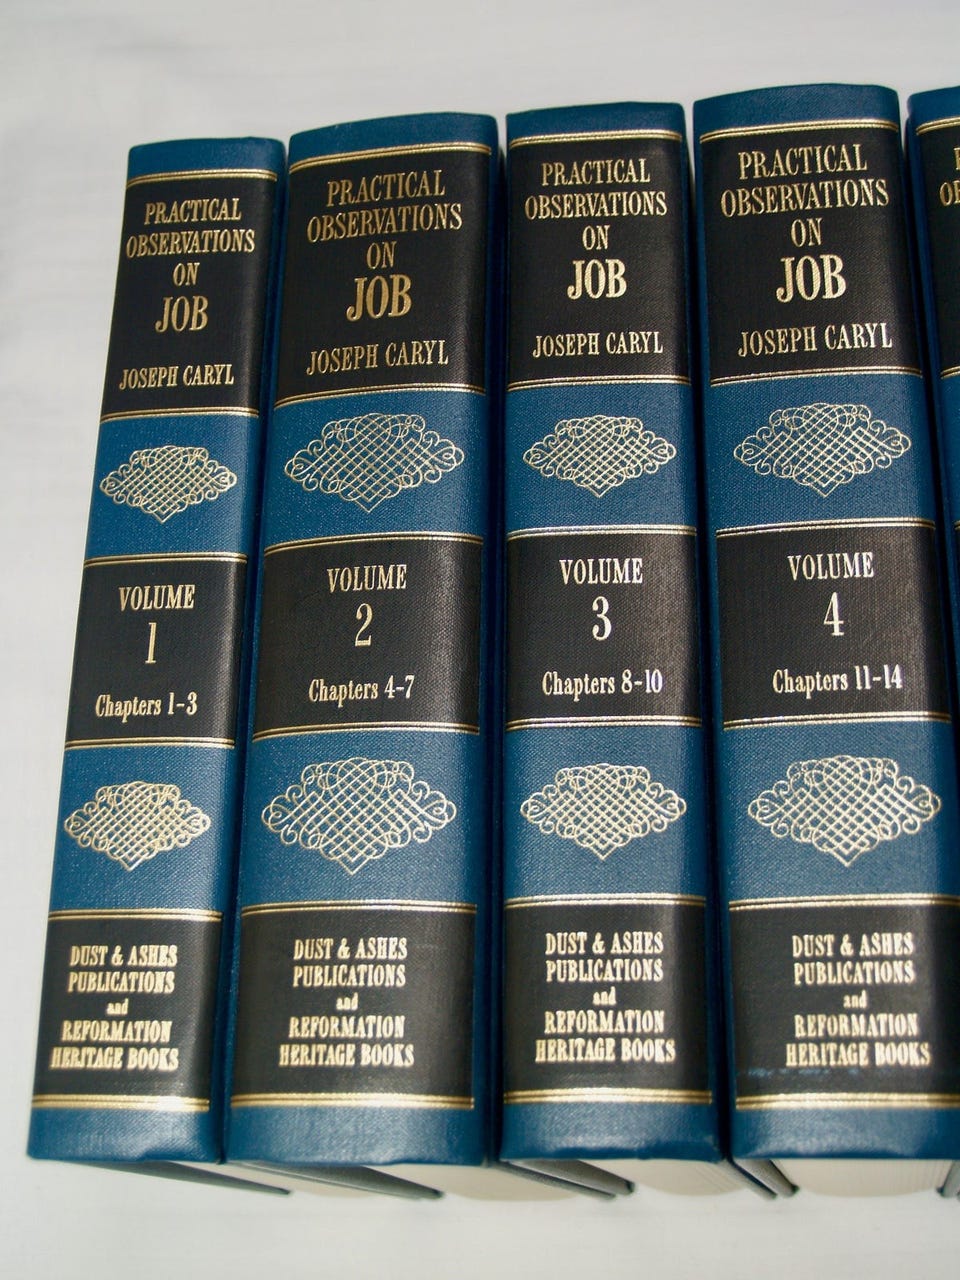 PRACTICAL
OBSERVATIONS
ON
JOB
JOSEPH CARYL
VOLUME
1
Chapters 1-3
DUST & ASHES
PUBLICATIONS
and
REFORMATION
HERITAGE BOOKS
PRACTICAL
OBSERVATIONS
ON
JOB
JOSEPH CARYL
VOLUME
2
Chapters 4-7
DUST & ASHES
PUBLICATIONS
and
REFORMATION
HERITAGE BOOKS
PRACTICAL
OBSERVATIONS
ON
JOB
JOSEPH CARYL
VOLUME
3
Chapters 8-10
DUST & ASHES
PUBLICATIONS
and
REFORMATION
HERITAGE BOOKS
PRACTICAL
OBSERVATIONS
ON
JOB
JOSEPH CARYL
VOLUME
4
Chapters 11-14
DUST & ASHES
PUBLICATIONS
and
REFORMATION
HERITAGE BOOKS